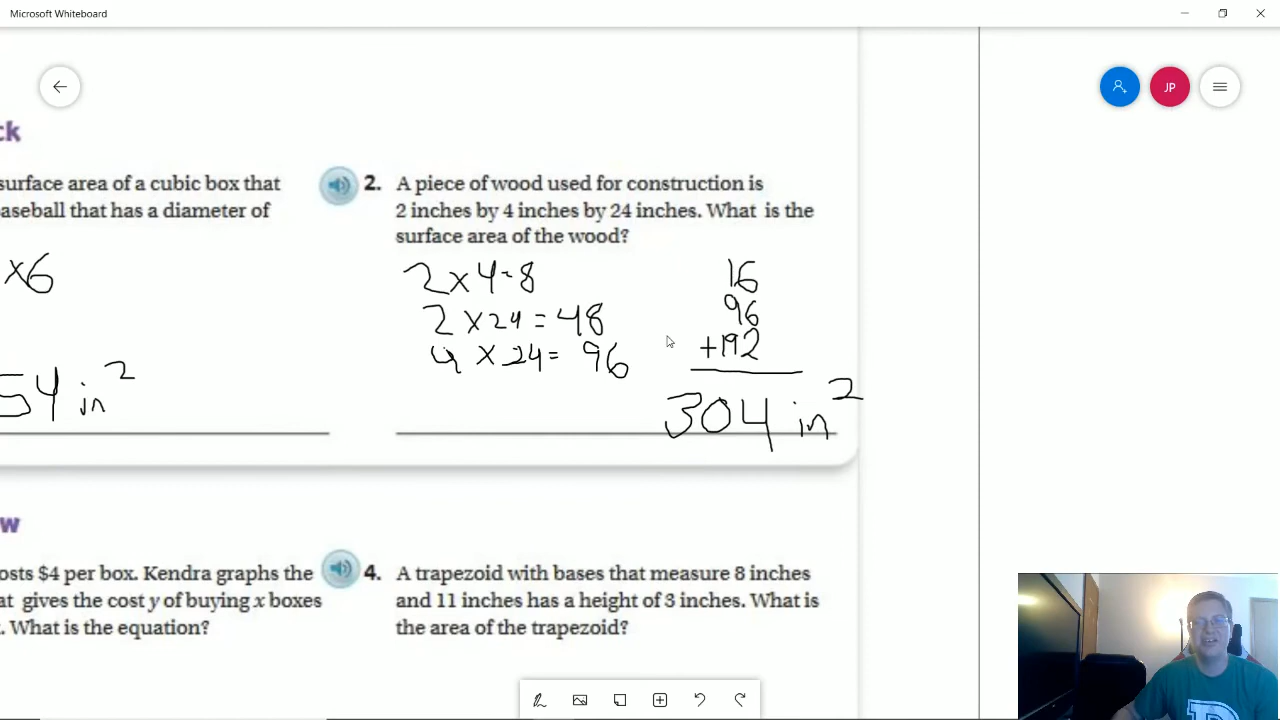 Microsoft Whiteboard
JP
ck
surface area of a cubic box that
baseball that has a diameter of
x6
54 in²
2. A piece of wood used for construction is
2 inches by 4 inches by 24 inches. What is the
surface area of the wood?
2 x 4 = 8
2 x 24 = 48
4 x 24 = 96
16
96
+192
304 in²
w
osts $4 per box. Kendra graphs the
at gives the cost y of buying x boxes
. What is the equation?
4. A trapezoid with bases that measure 8 inches
and 11 inches has a height of 3 inches. What is
the area of the trapezoid?